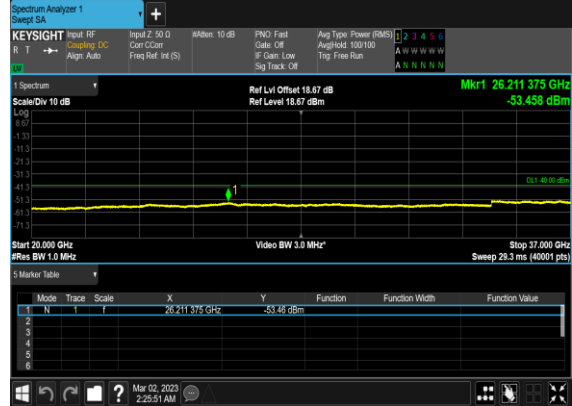 Spectrum Analyzer 1
Swept SA
+
KEYSIGHT Input: RF Input Z: 50 Ω #Atten: 10 dB PNO: Fast Avg Type: Power (RMS) 1 2 3 4 5 6
R T Coupling: DC Corr CCorr Gate: Off Avg|Hold: 100/100 A W W W W W
Align: Auto Freq Ref: Int (S) IF Gain: Low Trig: Free Run
Sig Track: Off A N N N N N
1 Spectrum
Ref Lvl Offset 18.67 dB Mkr1 26.211 375 GHz
Scale/Div 10 dB Ref Level 18.67 dBm -53.458 dBm
Log
8.67
-1.33
-11.3
-21.3
-31.3
DL1 -40.00 dBm
-41.3
1
-51.3
-61.3
-71.3
Start 20.000 GHz Video BW 3.0 MHz* Stop 37.000 GHz
#Res BW 1.0 MHz Sweep 29.3 ms (40001 pts)
5 Marker Table
Mode Trace Scale X Y Function Function Width Function Value
1 N 1 f 26.211 375 GHz -53.46 dBm
2
3
4
5
6
? Mar 02, 2023
2:25:51 AM